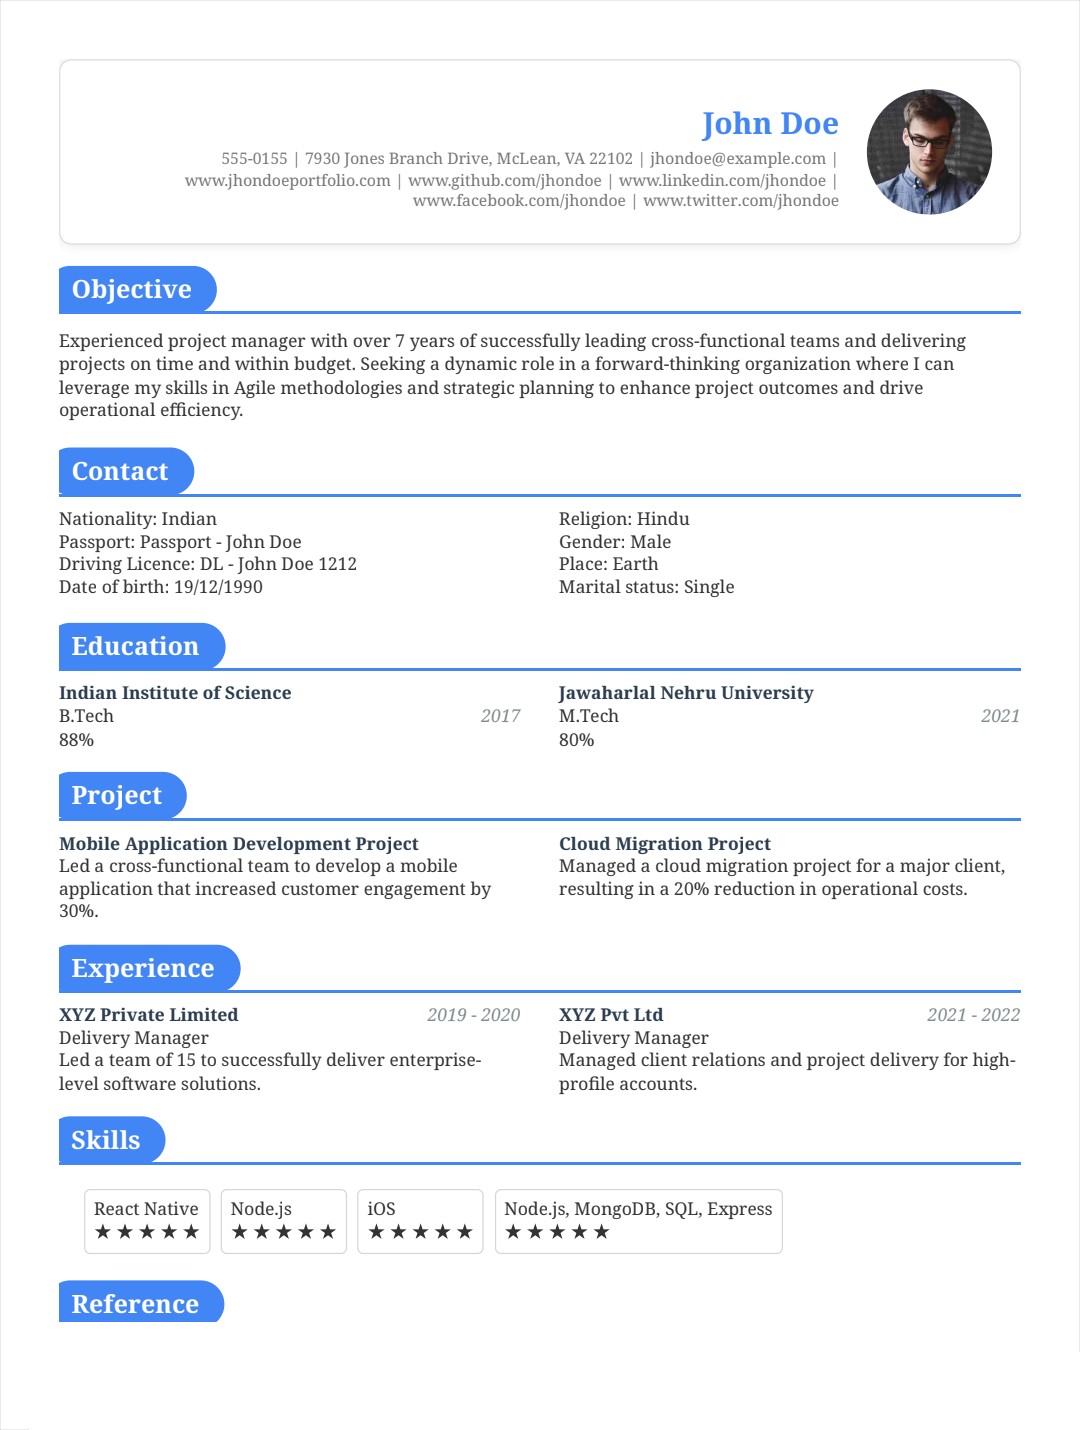 John Doe
555-0155 | 7930 Jones Branch Drive, McLean, VA 22102 | jhondoe@example.com |
www.jhondoeportfolio.com | www.github.com/jhondoe | www.linkedin.com/jhondoe |
www.facebook.com/jhondoe | www.twitter.com/jhondoe
Objective
Experienced project manager with over 7 years of successfully leading cross-functional teams and delivering
projects on time and within budget. Seeking a dynamic role in a forward-thinking organization where I can
leverage my skills in Agile methodologies and strategic planning to enhance project outcomes and drive
operational efficiency.
Contact
Nationality: Indian
Passport: Passport - John Doe
Driving Licence: DL - John Doe 1212
Date of birth: 19/12/1990
Religion: Hindu
Gender: Male
Place: Earth
Marital status: Single
Education
Indian Institute of Science
B.Tech 2017
88%
Jawaharlal Nehru University
M.Tech 2021
80%
Project
Mobile Application Development Project
Led a cross-functional team to develop a mobile
application that increased customer engagement by
30%.
Cloud Migration Project
Managed a cloud migration project for a major client,
resulting in a 20% reduction in operational costs.
Experience
XYZ Private Limited 2019 - 2020
Delivery Manager
Led a team of 15 to successfully deliver enterprise-
level software solutions.
XYZ Pvt Ltd 2021 - 2022
Delivery Manager
Managed client relations and project delivery for high-
profile accounts.
Skills
React Native
★★★★★
Node.js
★★★★★
iOS
★★★★★
Node.js, MongoDB, SQL, Express
★★★★★
Reference